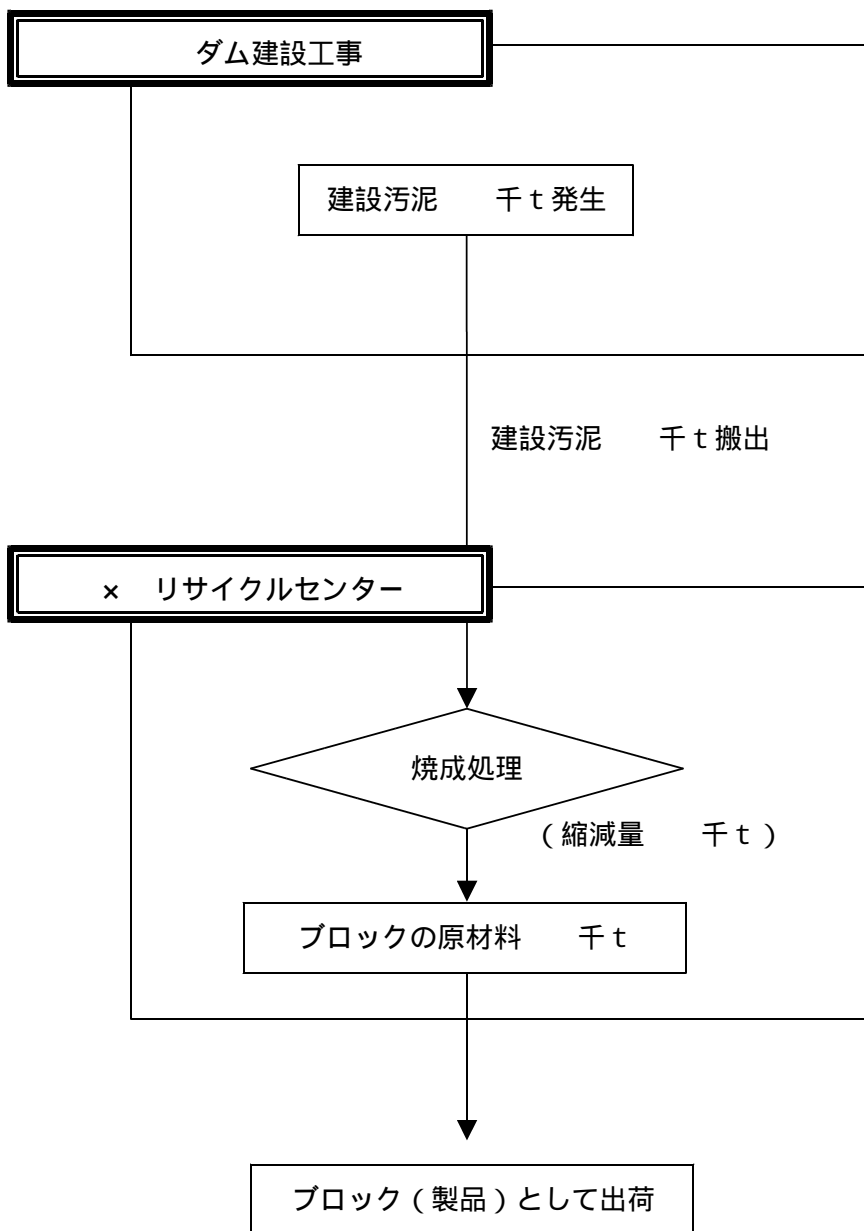 ダム建設工事
建設汚泥　　千ｔ発生
建設汚泥　　千ｔ搬出
×　リサイクルセンター
焼成処理
（縮減量　　千ｔ）
ブロックの原材料　　千ｔ
ブロック（製品）として出荷